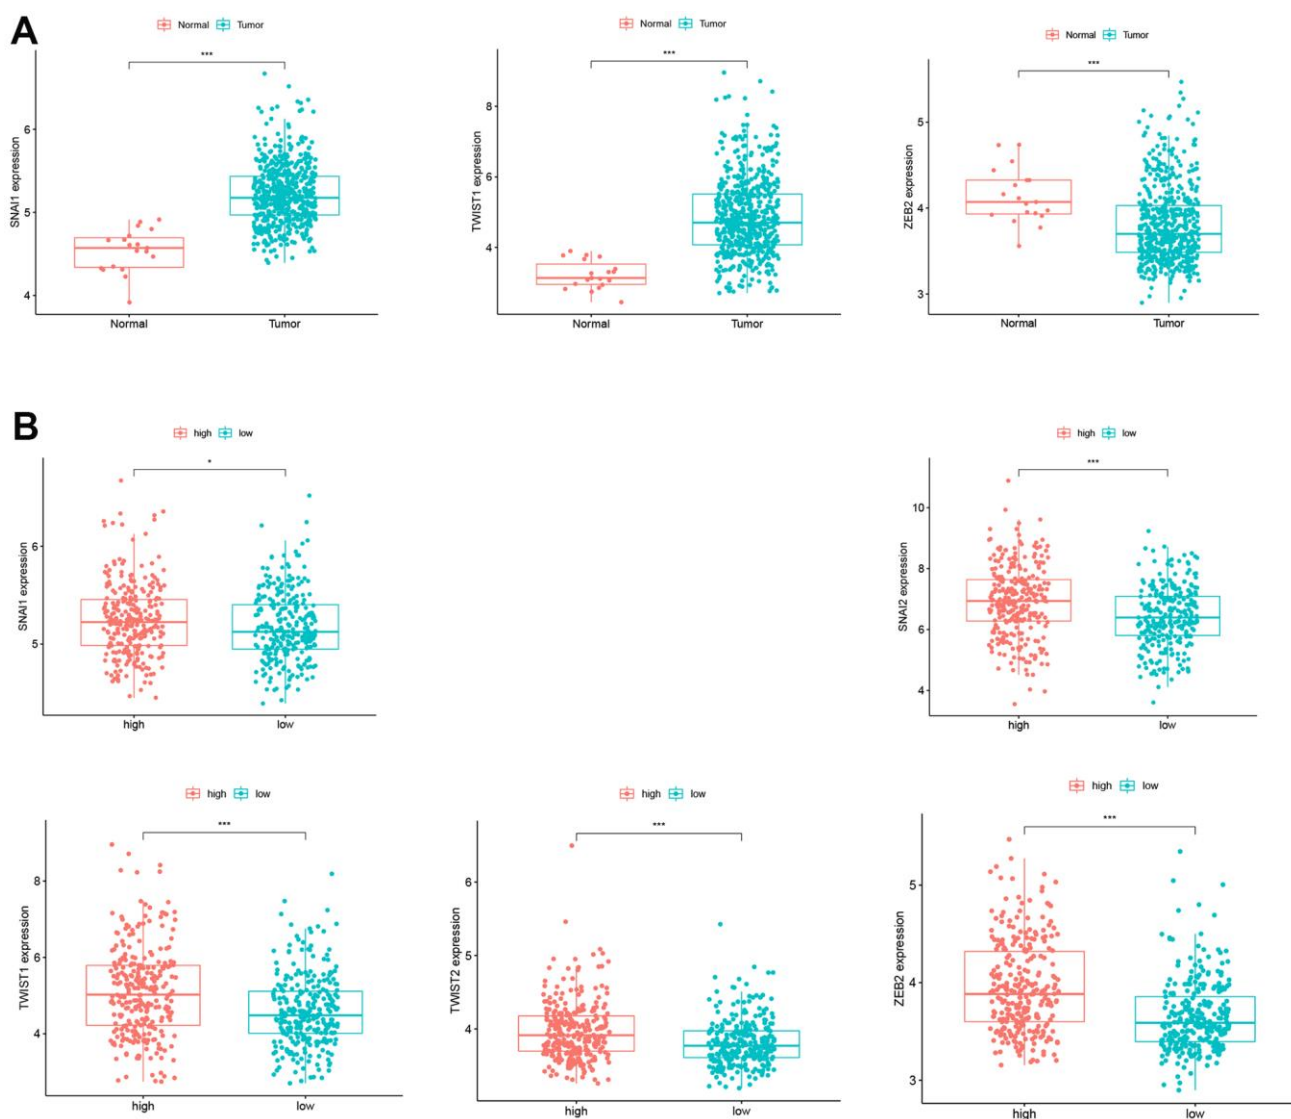 A
Normal Tumor
***
SNAI1 expression
6
5
4
Normal Tumor
Normal Tumor
***
TWIST1 expression
8
6
4
Normal Tumor
Normal Tumor
***
ZEB2 expression
5
4
3
Normal Tumor
B
high low
*
SNAI1 expression
6
5
high low
high low
***
SNAI2 expression
10
8
6
4
high low
high low
***
TWIST1 expression
8
6
4
high low
high low
***
TWIST2 expression
6
5
4
high low
high low
***
ZEB2 expression
5
4
3
high low